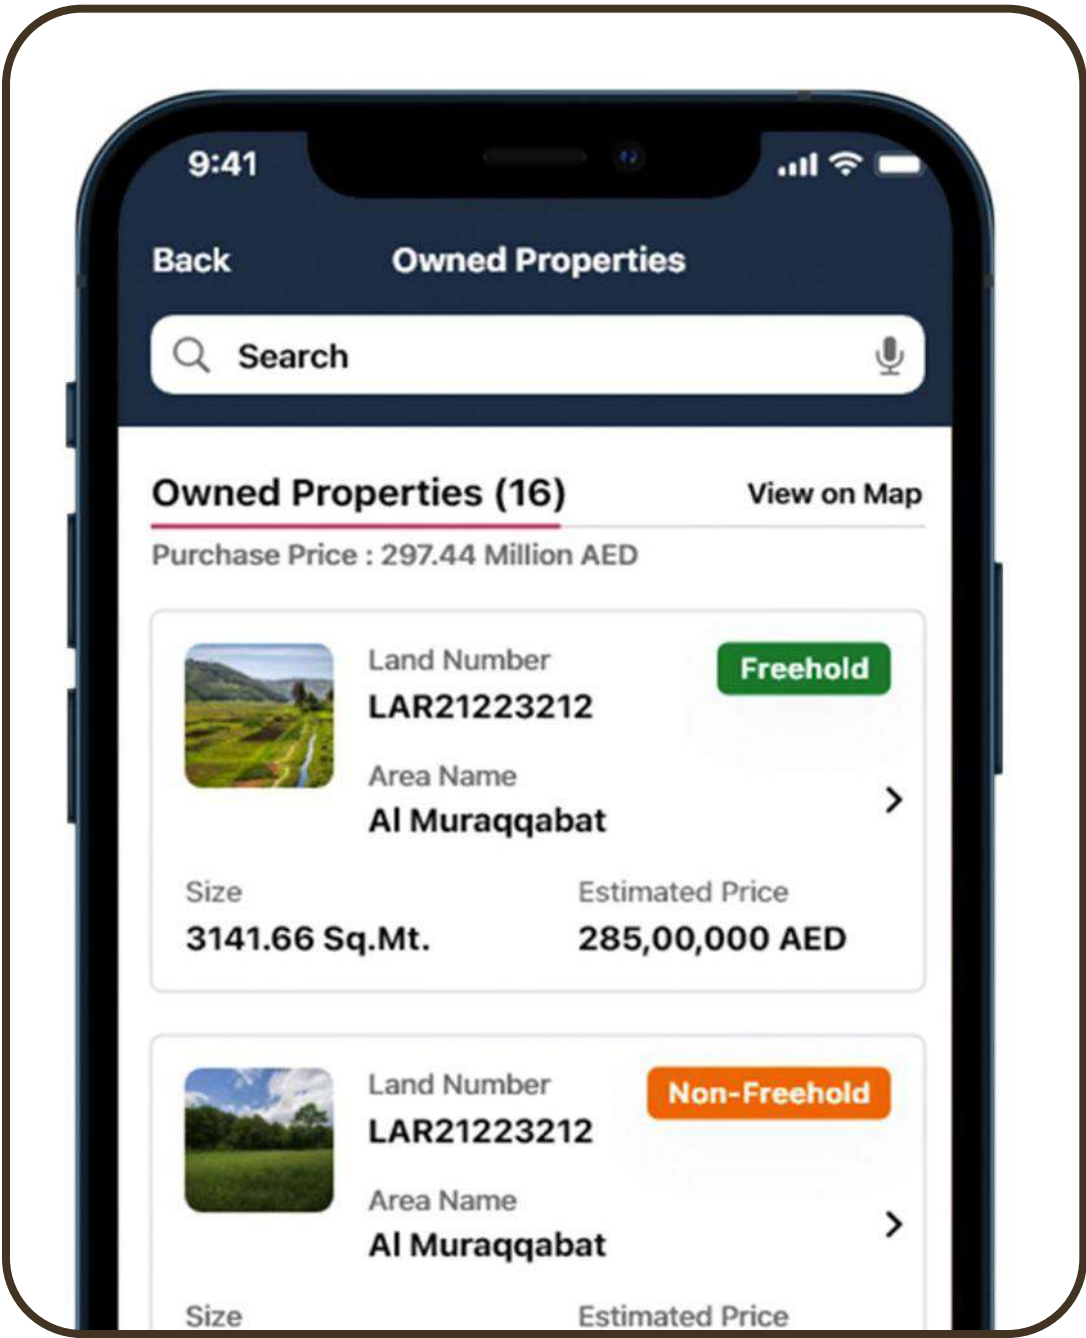 9:41
Back
Owned Properties
Search
Owned Properties (16)
View on Map
Purchase Price : 297.44 Million AED
Land Number
Freehold
LAR21223212
Area Name
Al Muraqqabat
Size
Estimated Price
3141.66 Sq.Mt.
285,00,000 AED
Land Number
Non-Freehold
LAR21223212
Area Name
Al Muraqqabat
Size
Estimated Price